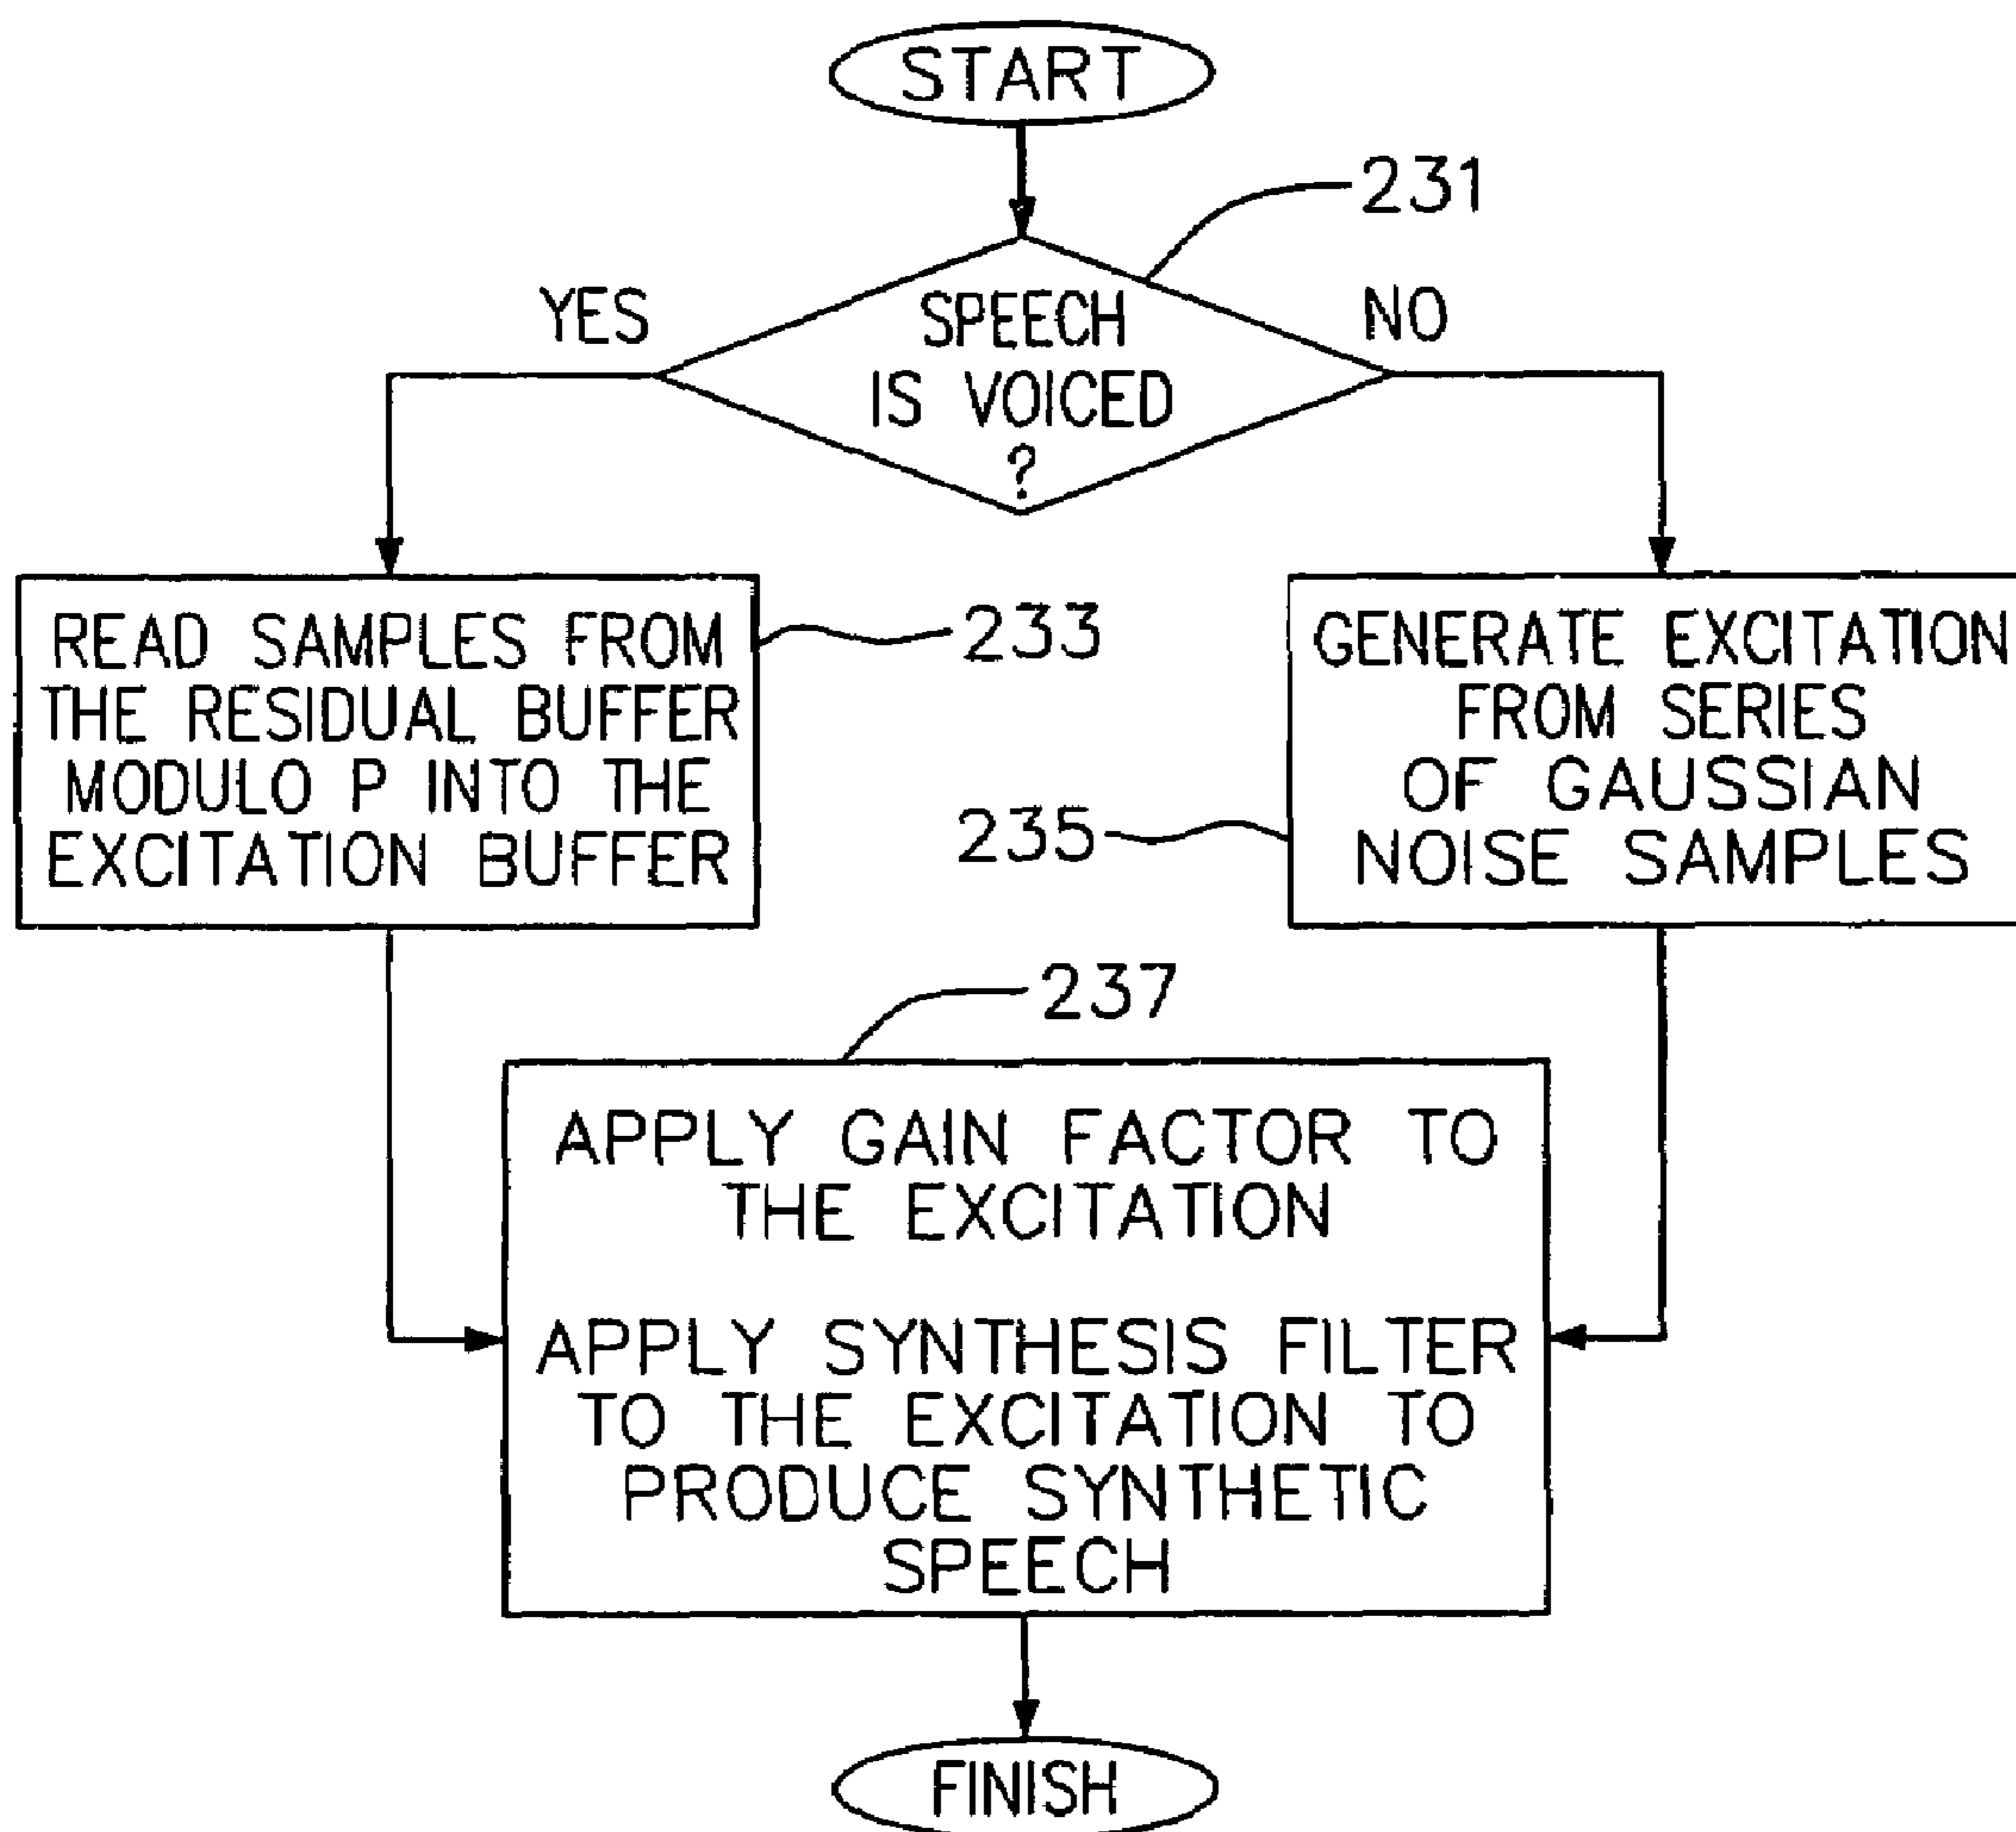 START
231
YES
NO
SPEECH
IS VOICED
?
READ SAMPLES FROM
THE RESIDUAL BUFFER
MODULO P INTO THE
EXCITATION BUFFER
233
GENERATE EXCITATION
FROM SERIES
OF GAUSSIAN
NOISE SAMPLES
235
237
APPLY GAIN FACTOR TO
THE EXCITATION
APPLY SYNTHESIS FILTER
TO THE EXCITATION TO
PRODUCE SYNTHETIC
SPEECH
FINISH